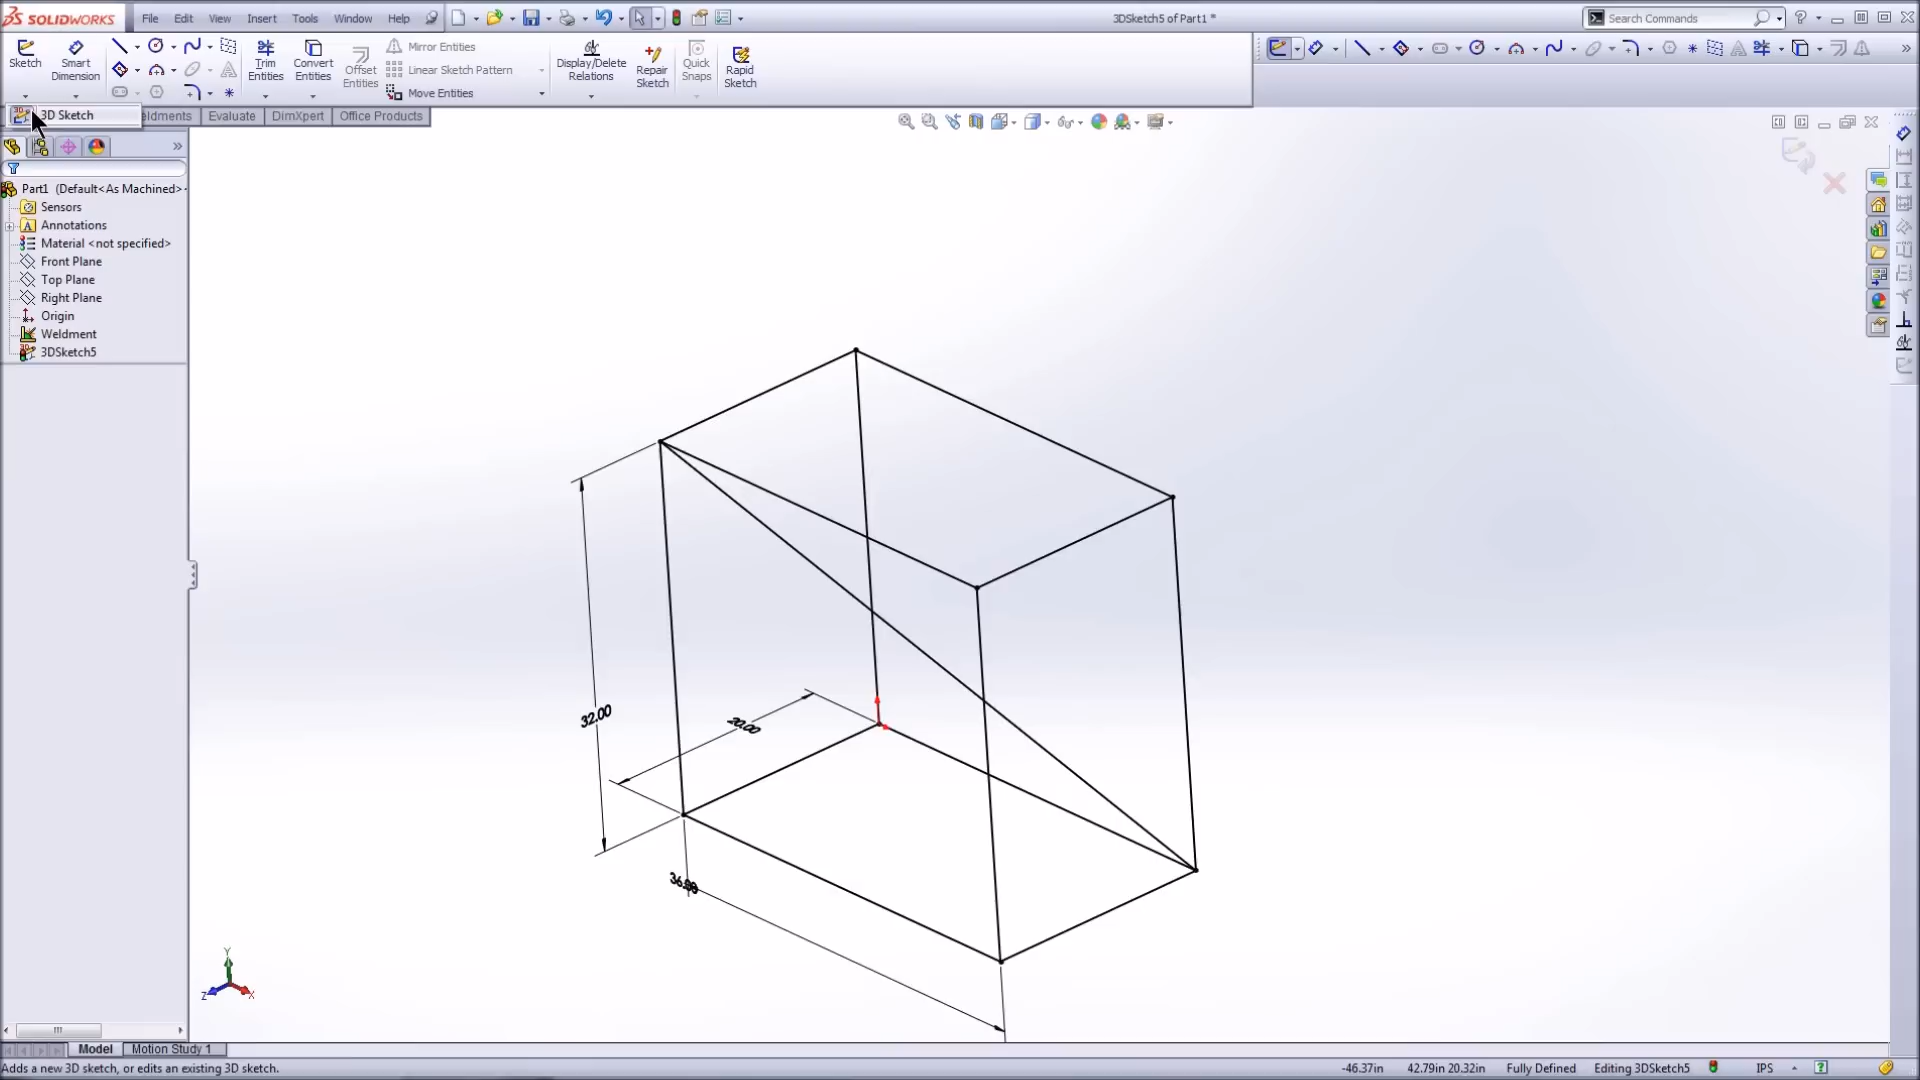 SOLIDWORKS File Edit View Insert Tools Window Help 3DSketch5 of Part1 * Search Commands
Sketch Smart Dimension Trim Entities Convert Entities Offset Entities Mirror Entities Linear Sketch Pattern Move Entities Display/Delete Relations Repair Sketch Quick Snaps Rapid Sketch
3D Sketch eldments Evaluate DimXpert Office Products
Part1 (Default<As Machined>
Sensors
Annotations
Material <not specified>
Front Plane
Top Plane
Right Plane
Origin
Weldment
3DSketch5
32.00
20.00
Y
Z X
Model Motion Study 1
Adds a new 3D sketch, or edits an existing 3D sketch. -46.37in 42.79in 20.32in Fully Defined Editing 3DSketch5 IPS